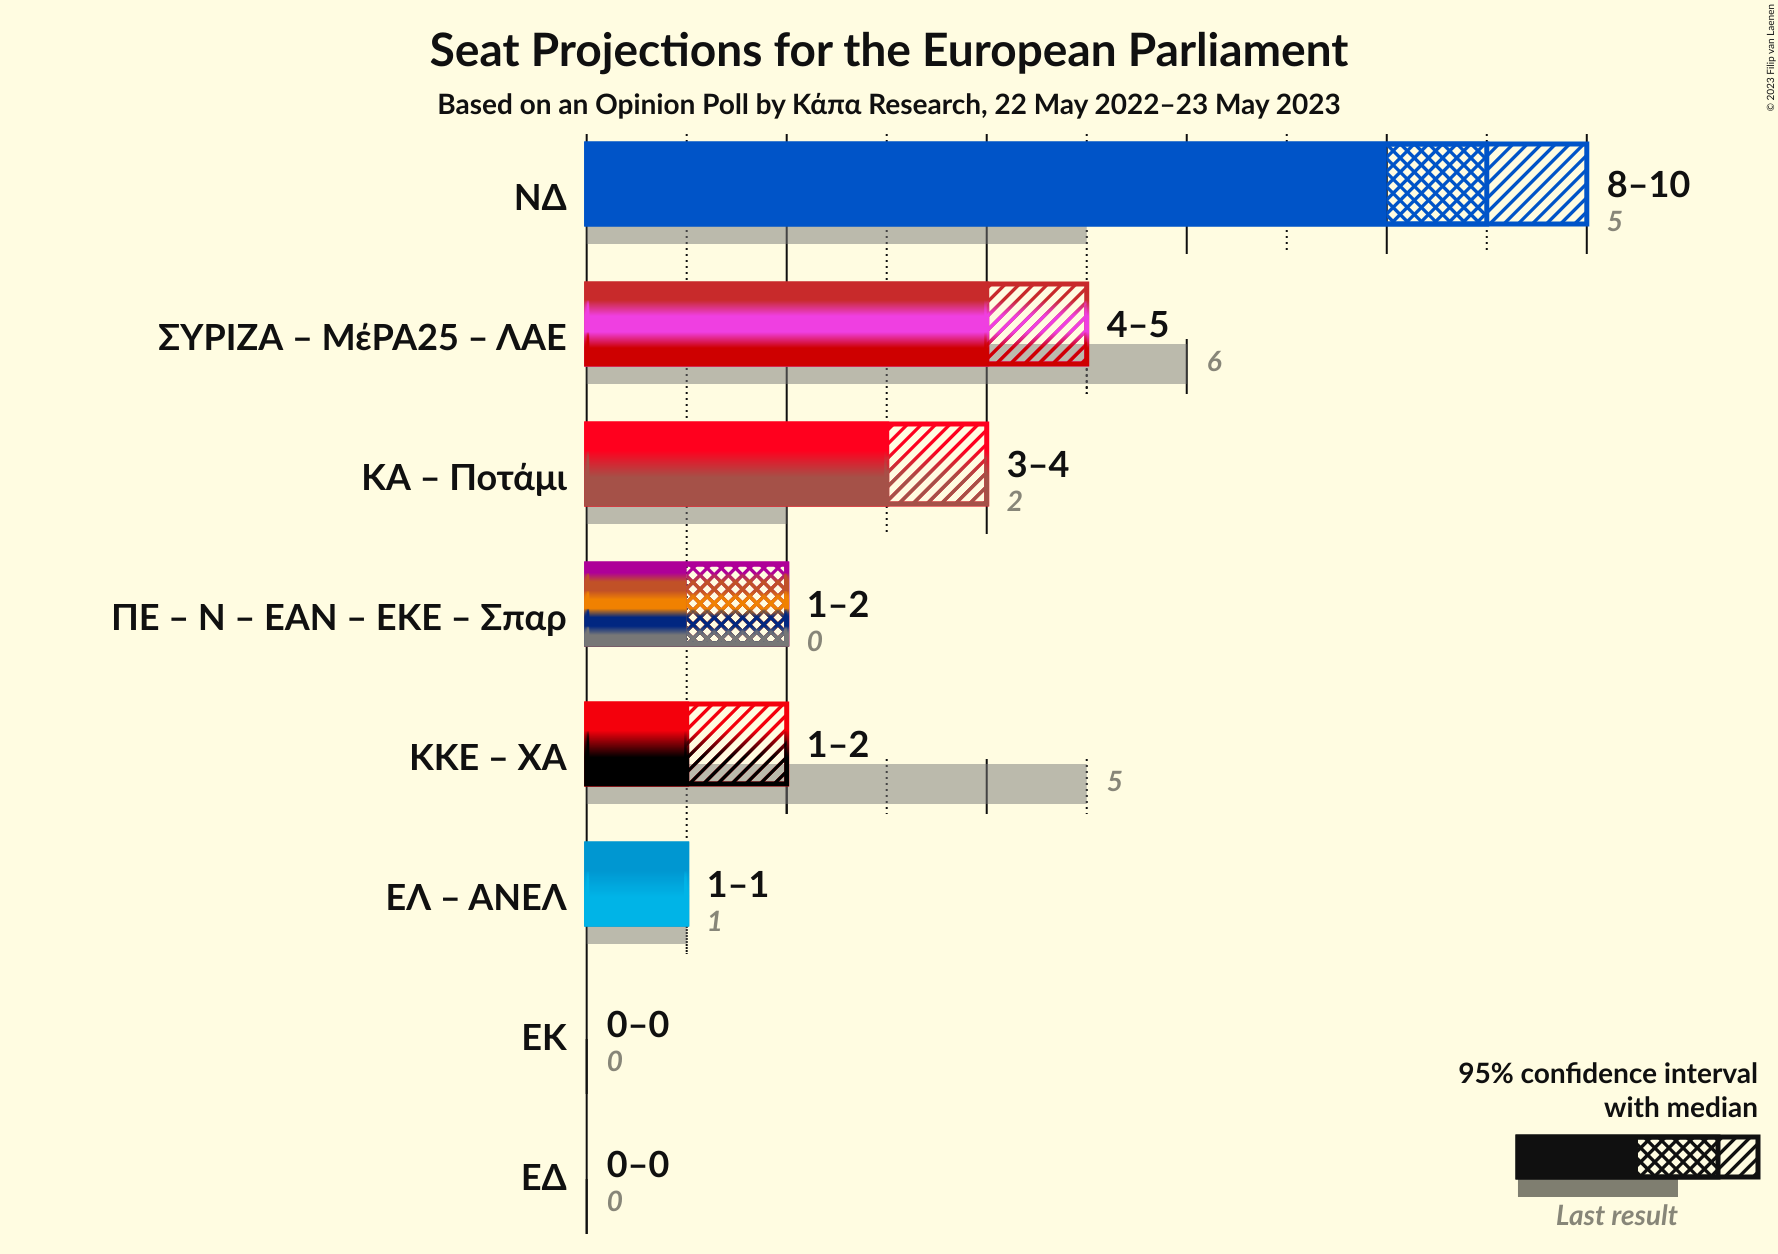 Seat Projections for the European Parliament
Based on an Opinion Poll by Κάπα Research, 22 May 2022–23 May 2023
© 2023 Filip van Laenen
ΝΔ
8–10
5
ΣΥΡΙΖΑ – ΜέΡΑ25 – ΛΑΕ
4–5
6
ΚΑ – Ποτάμι
3–4
2
ΠΕ – Ν – ΕΑΝ – ΕΚΕ – Σπαρ
1–2
0
ΚΚΕ – ΧΑ
1–2
5
ΕΛ – ΑΝΕΛ
1–1
1
ΕΚ
0–0
0
ΕΔ
0–0
0
95% confidence interval
with median
Last result